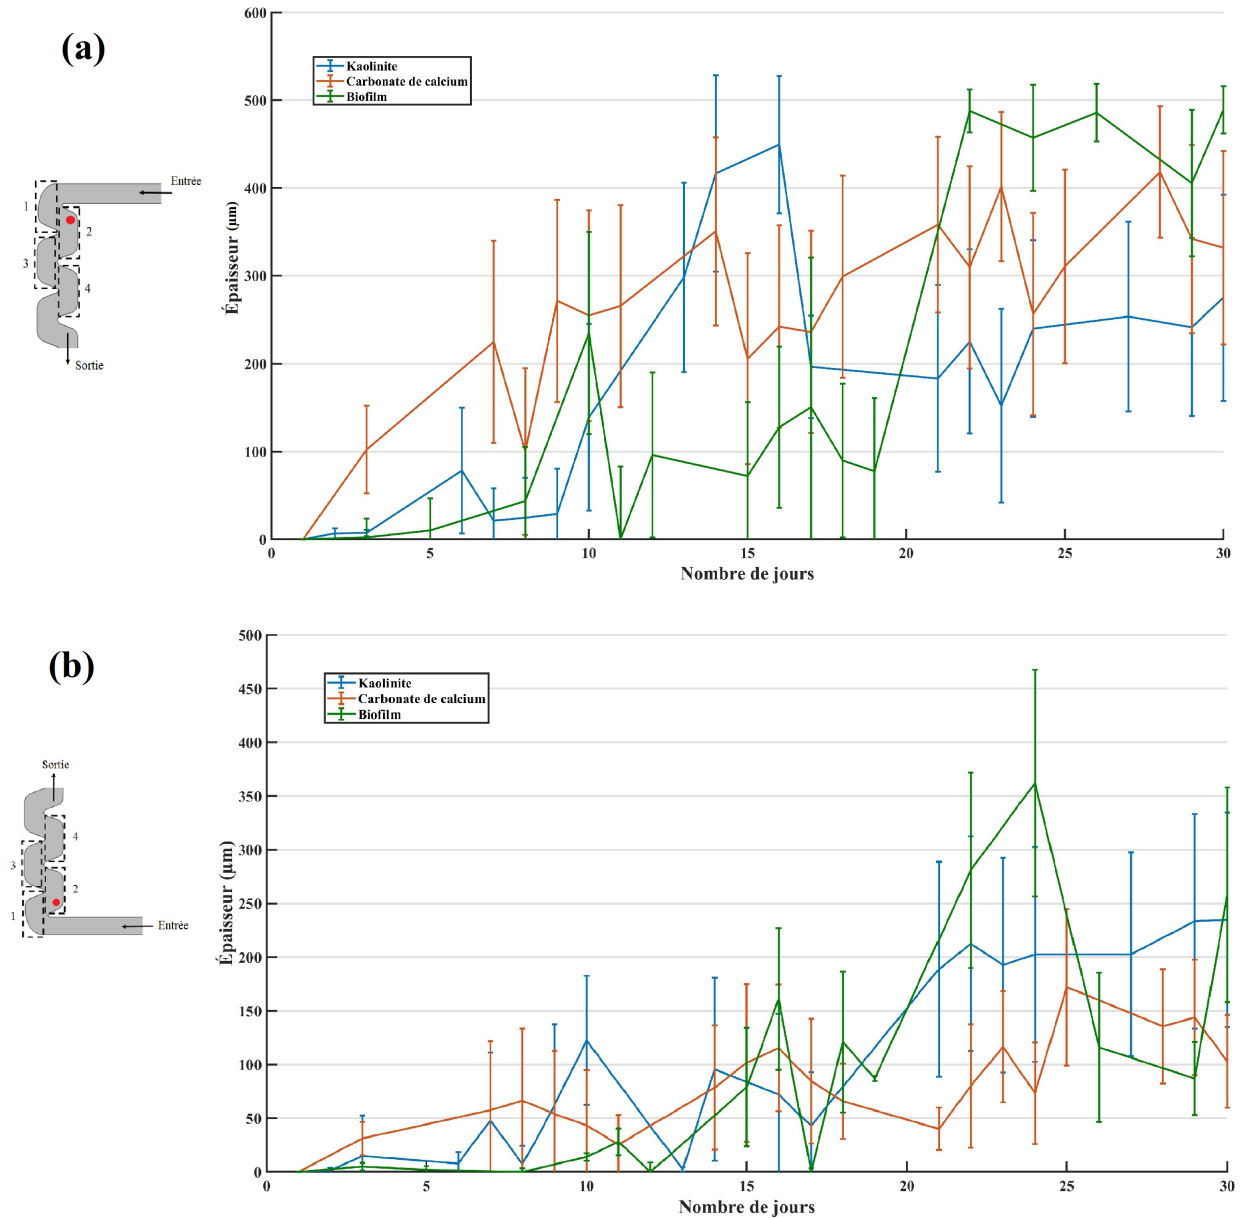 (a)
600
500
400
300
200
100
0
Épaisseur (µm)
Kaolinite
Carbonate de calcium
Biofilm
0
5
10
15
20
25
30
Nombre de jours
Entrée
1
2
3
4
Sortie
(b)
500
450
400
350
300
250
200
150
100
50
0
Épaisseur (µm)
Kaolinite
Carbonate de calcium
Biofilm
0
5
10
15
20
25
30
Nombre de jours
Sortie
4
3
2
1
Entrée